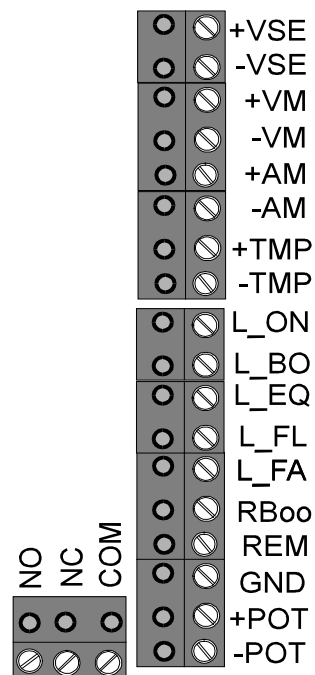 +VSE
-VSE
+VM
-VM
+AM
-AM
+TMP
-TMP
L_ON
L_BO
L_EQ
L_FL
L_FA
RBoo
REM
GND
+POT
-POT
NO
NC
COM